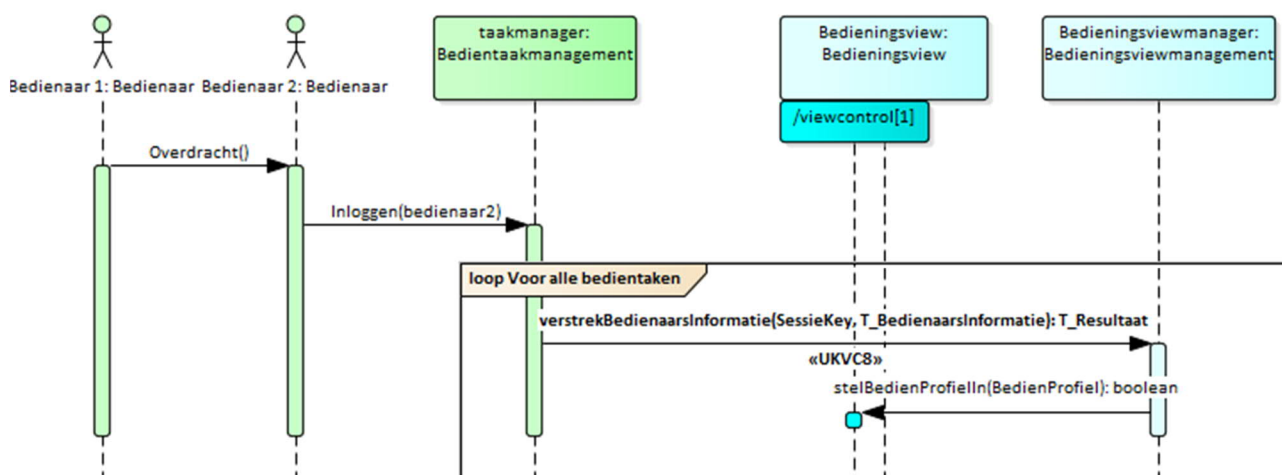 Bedienaar 1: Bedienaar
Bedienaar 2: Bedienaar
taakmanager:
Bedientaakmanagement
Bedieningsview:
Bedieningsview
/viewcontrol[1]
Bedieningsviewmanager:
Bedieningsviewmanagement
Overdracht()
Inloggen(bedienaar2)
loop Voor alle bedientaken
verstrekBedienaarsInformatie(SessieKey, T_BedienaarsInformatie): T_Resultaat
«UKVC8»
stelBedienProfielIn(BedienProfiel): boolean